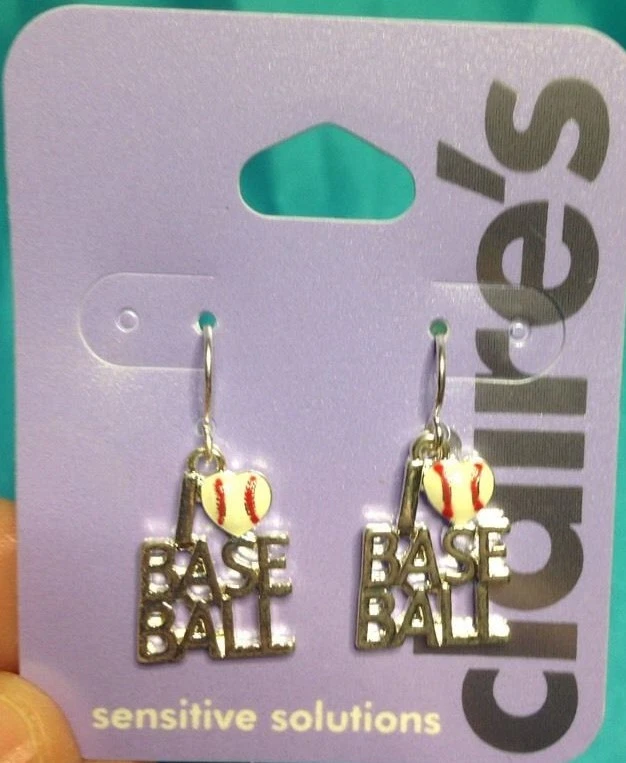 claire's
I
BASE
BALL
I
BASE
BALL
sensitive solutions